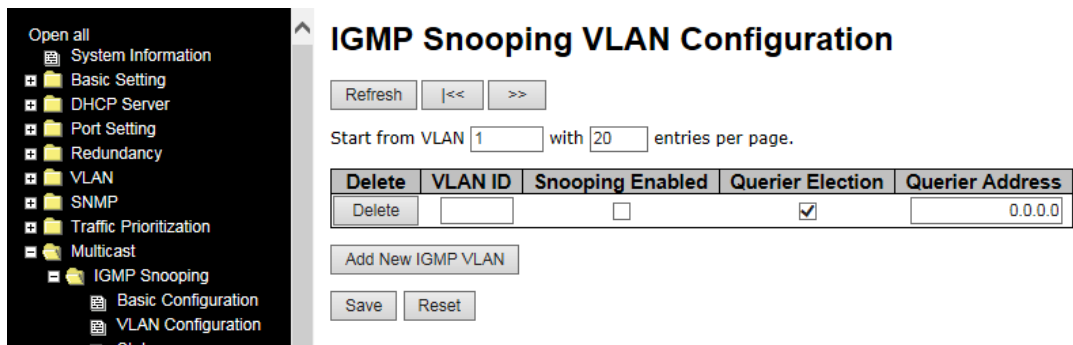 Open all
System Information
Basic Setting
DHCP Server
Port Setting
Redundancy
VLAN
SNMP
Traffic Prioritization
Multicast
IGMP Snooping
Basic Configuration
VLAN Configuration
IGMP Snooping VLAN Configuration
Refresh |<< >>
Start from VLAN 1 with 20 entries per page.
Delete VLAN ID Snooping Enabled Querier Election Querier Address
Delete 0.0.0.0
Add New IGMP VLAN
Save Reset